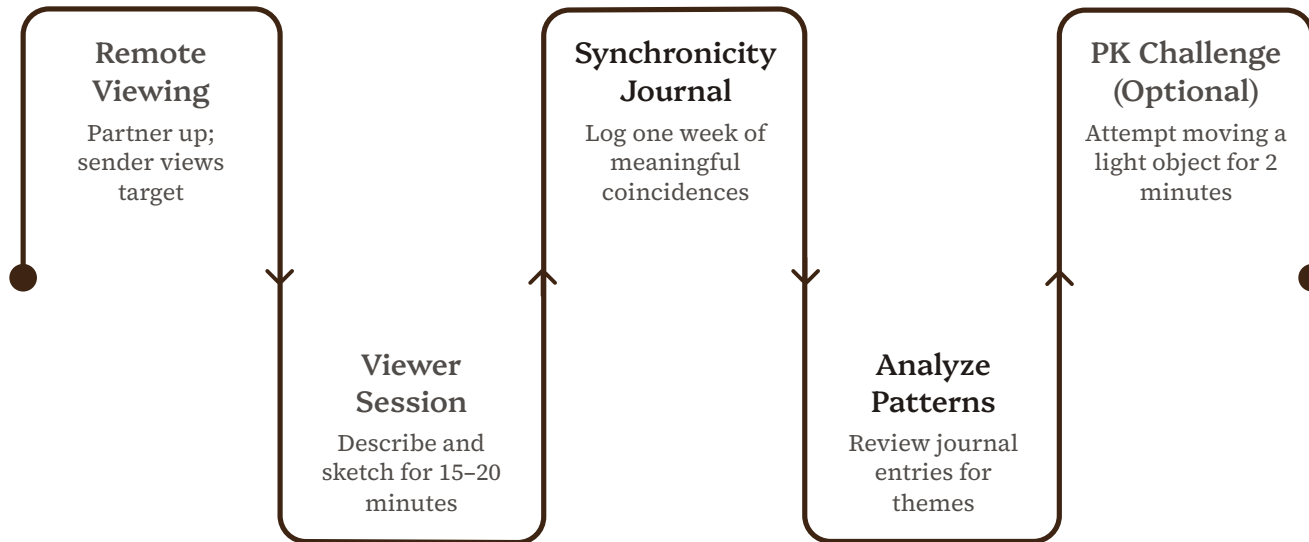 Remote
Viewing
Partner up;
sender views
target
Viewer
Session
Describe and
sketch for 15–20
minutes
Synchronicity
Journal
Log one week of
meaningful
coincidences
Analyze
Patterns
Review journal
entries for
themes
PK Challenge
(Optional)
Attempt moving a
light object for 2
minutes